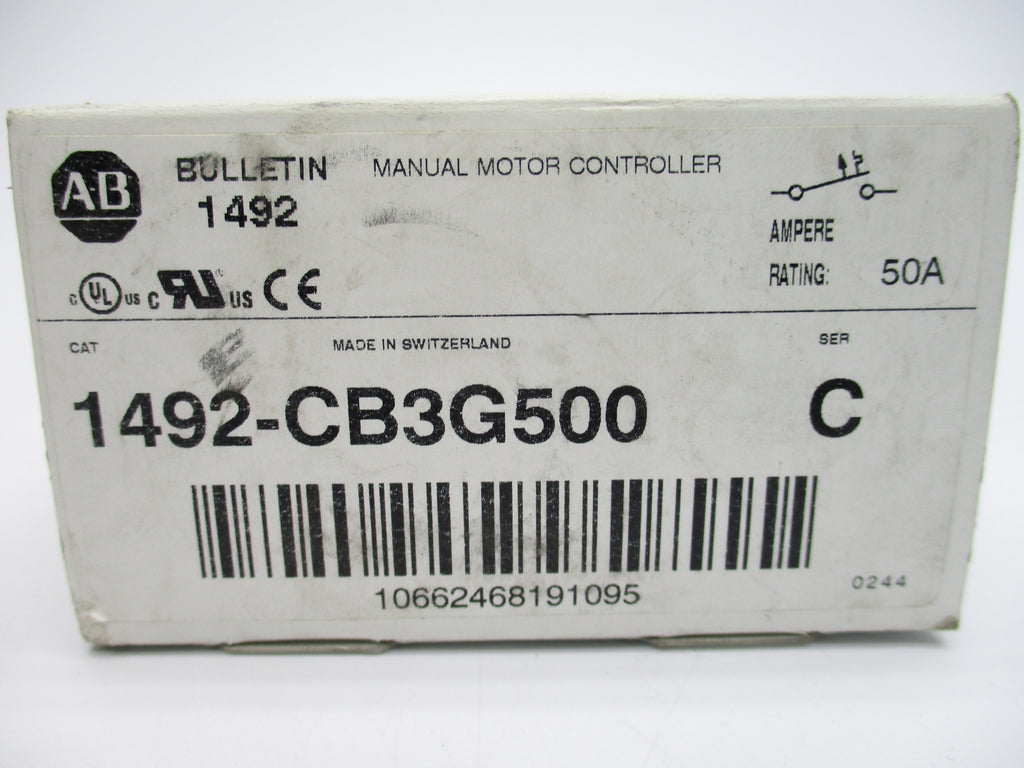 A-B
BULLETIN
1492
MANUAL MOTOR CONTROLLER
AMPERE
RATING: 50A
c UL us c RU us CE
CAT
MADE IN SWITZERLAND
SER
1492-CB3G500 C
10662468191095
0244